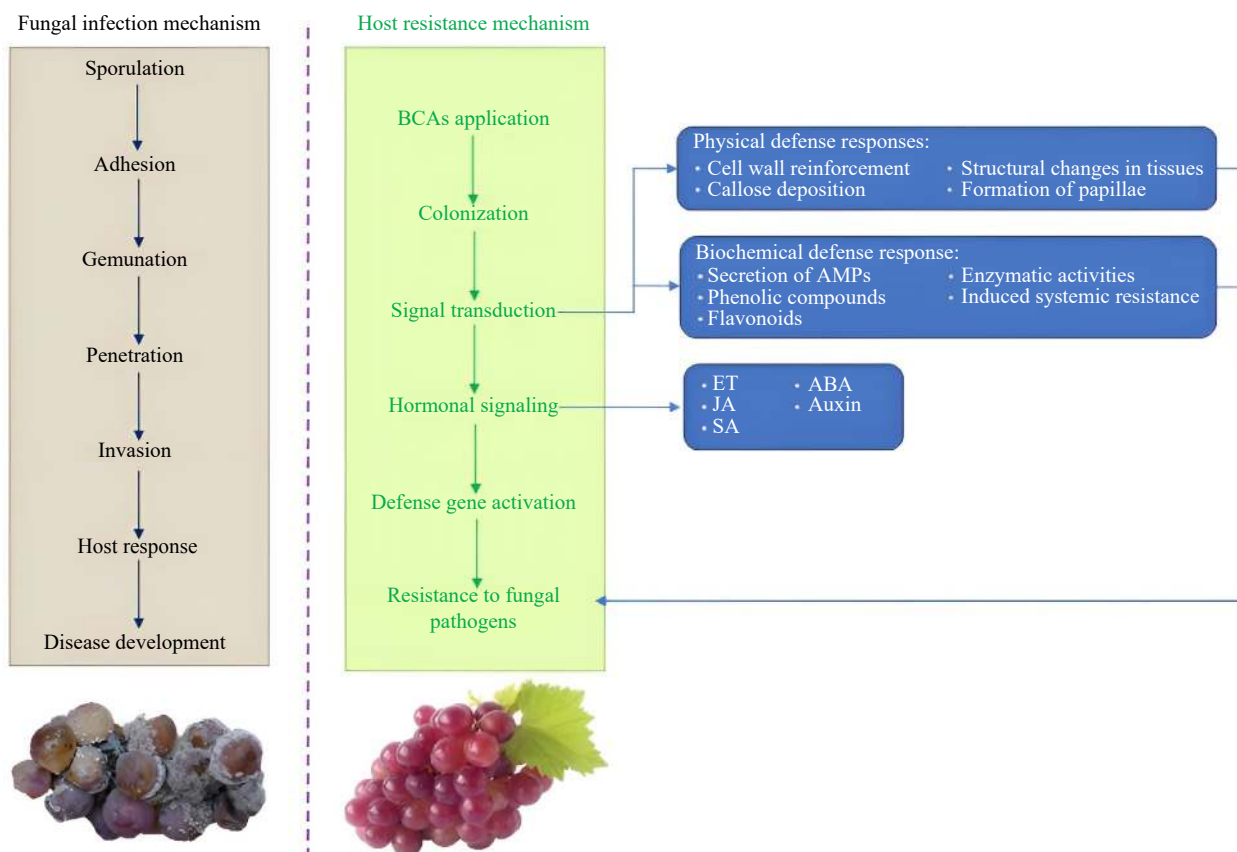 Fungal infection mechanism
Sporulation
Adhesion
Gemunation
Penetration
Invasion
Host response
Disease development
Host resistance mechanism
BCAs application
Colonization
Signal transduction
Hormonal signaling
Defense gene activation
Resistance to fungal
pathogens
Physical defense responses:
• Cell wall reinforcement • Structural changes in tissues
• Callose deposition • Formation of papillae
Biochemical defense response:
• Secretion of AMPs • Enzymatic activities
• Phenolic compounds • Induced systemic resistance
• Flavonoids
• ET • ABA
• JA • Auxin
• SA